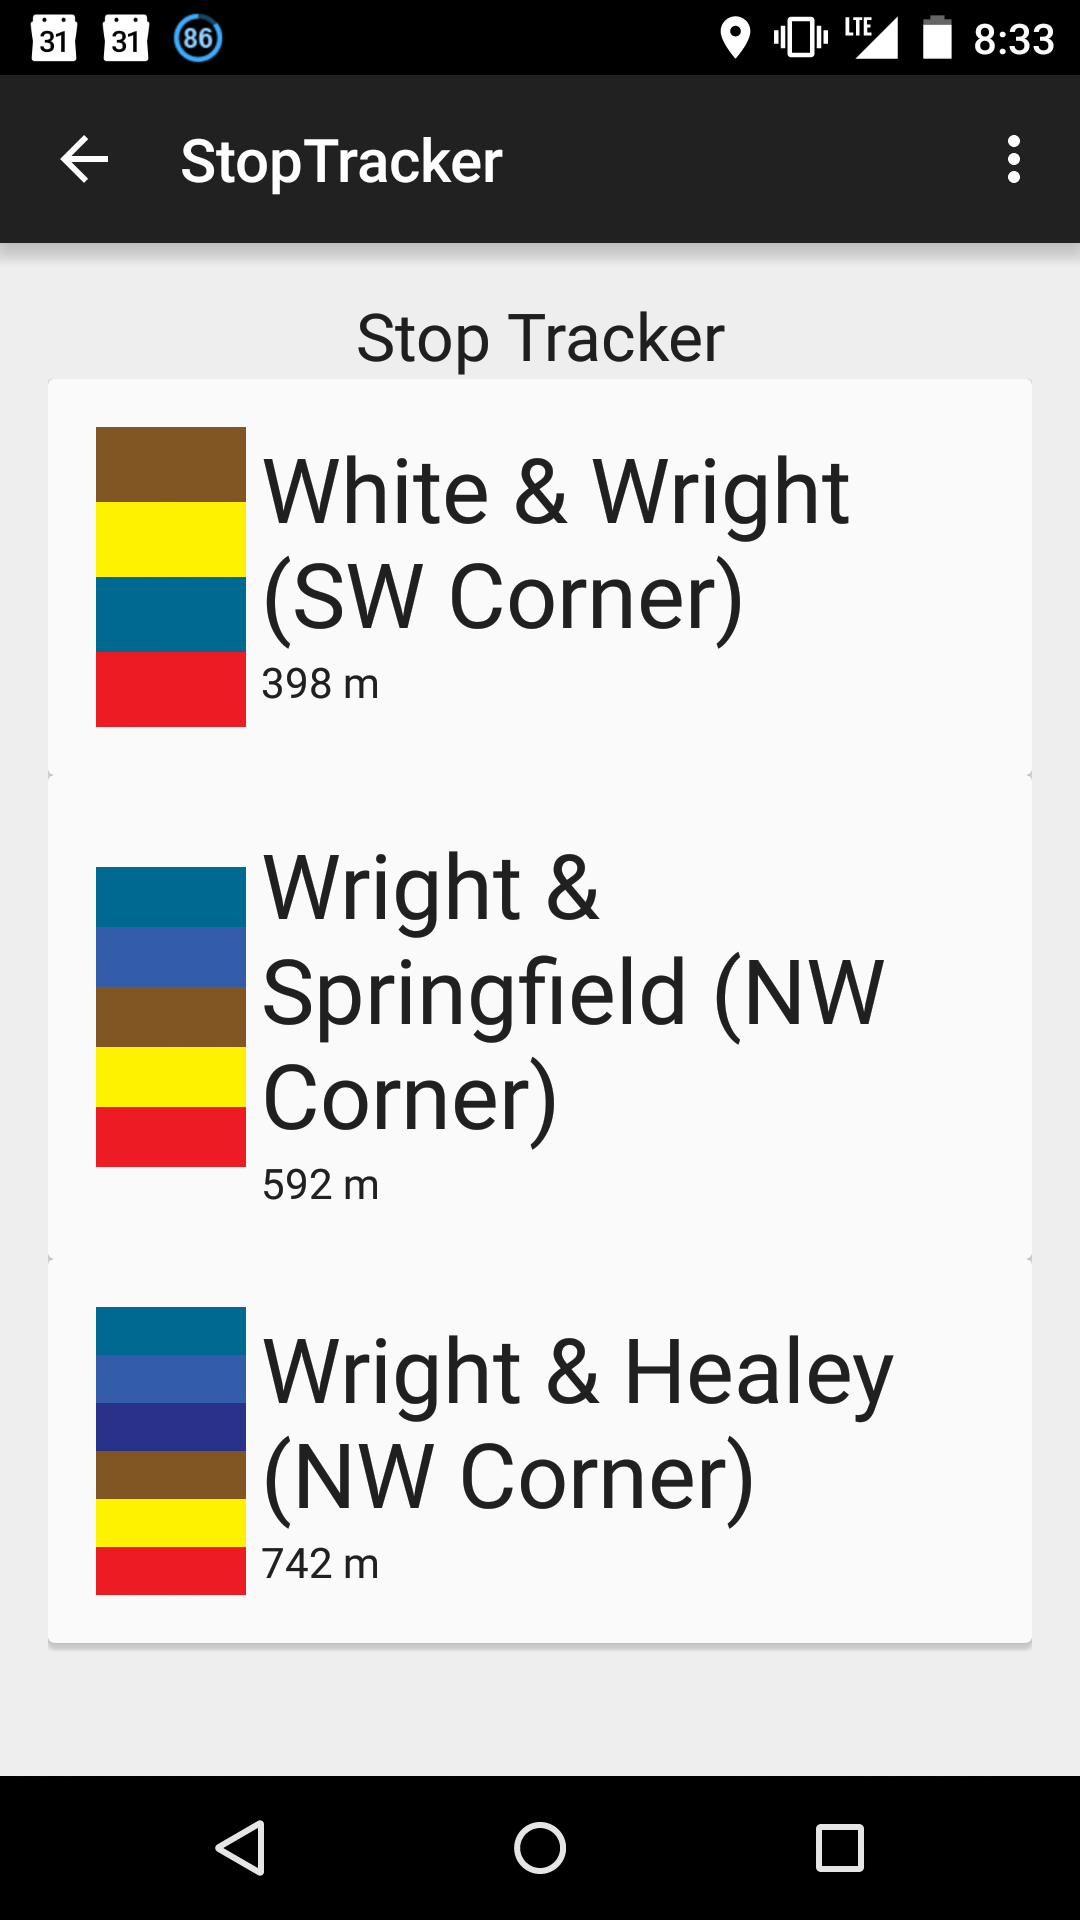 31 31 86 LTE 8:33
StopTracker
Stop Tracker
White & Wright
(SW Corner)
398 m
Wright &
Springfield (NW
Corner)
592 m
Wright & Healey
(NW Corner)
742 m